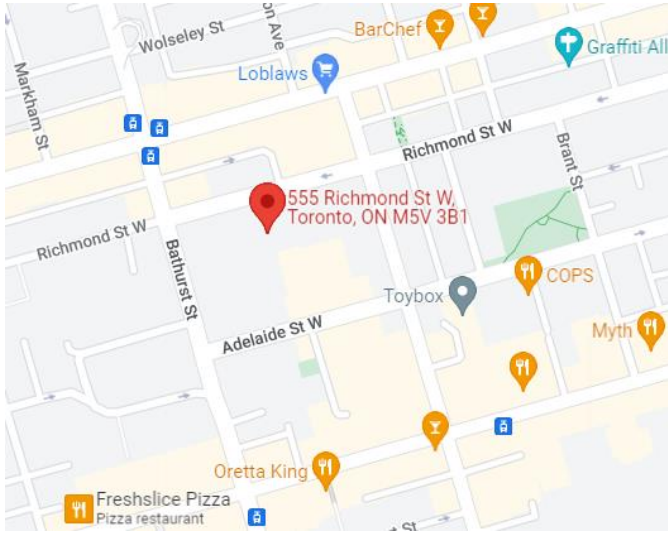 BarChef
Wolseley St
on Ave
Graffiti All
Loblaws
Markham St
Richmond St W
Brant St
555 Richmond St W,
Toronto, ON M5V 3B1
Richmond St W
Bathurst St
COPS
Toybox
Adelaide St W
Myth
Oretta King
Freshslice Pizza
Pizza restaurant
St